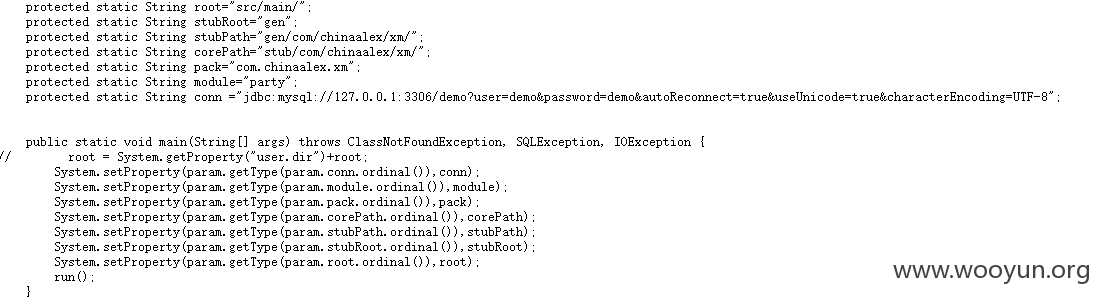 protected static String root="src/main/";
protected static String stubRoot="gen";
protected static String stubPath="gen/com/chinaalex/xm/";
protected static String corePath="stub/com/chinaalex/xm/";
protected static String pack="com.chinaalex.xm";
protected static String module="party";
protected static String conn ="jdbc:mysql://127.0.0.1:3306/demo?user=demo&password=demo&autoReconnect=true&useUnicode=true&characterEncoding=UTF-8";
public static void main(String[] args) throws ClassNotFoundException, SQLException, IOException {
// root = System.getProperty("user.dir")+root;
System.setProperty(param.getType(param.conn.ordinal()),conn);
System.setProperty(param.getType(param.module.ordinal()),module);
System.setProperty(param.getType(param.pack.ordinal()),pack);
System.setProperty(param.getType(param.corePath.ordinal()),corePath);
System.setProperty(param.getType(param.stubPath.ordinal()),stubPath);
System.setProperty(param.getType(param.stubRoot.ordinal()),stubRoot);
System.setProperty(param.getType(param.root.ordinal()),root);
run();
}
www.wooyun.org